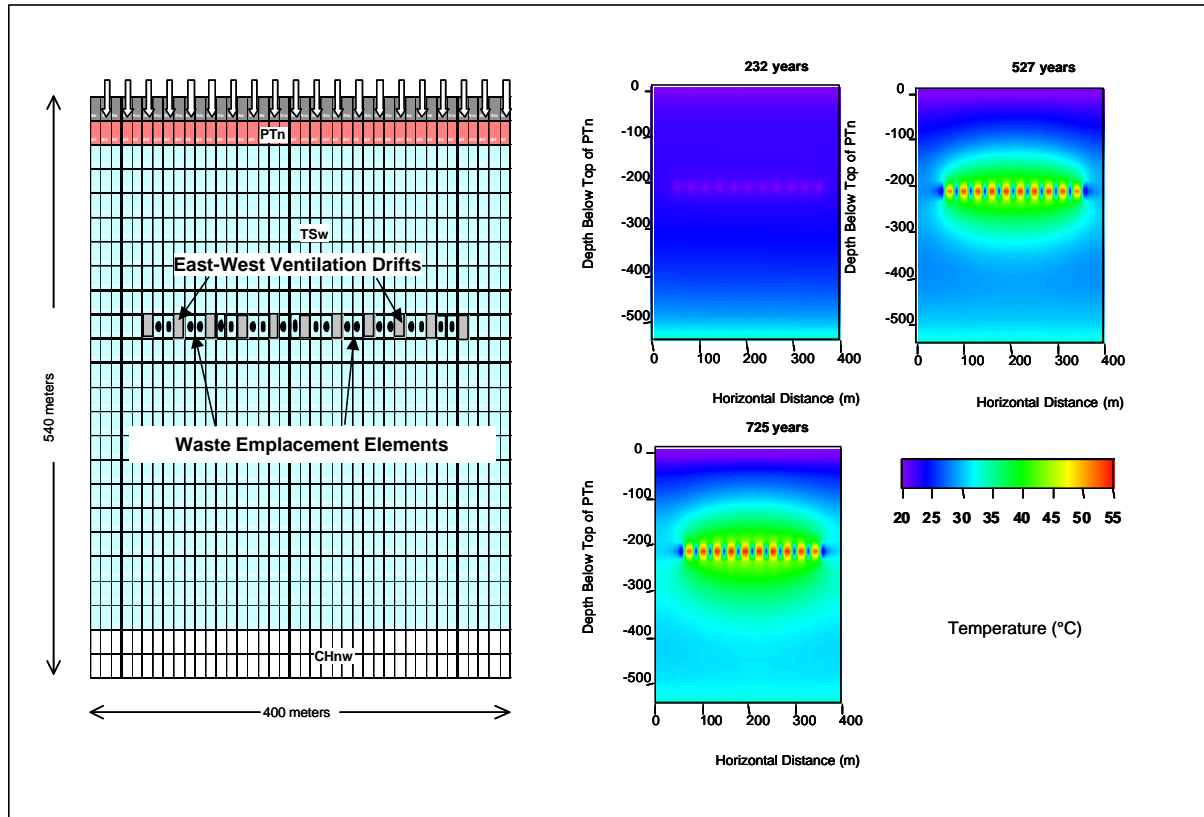 PTn
TSw
East-West Ventilation Drifts
Waste Emplacement Elements
CHnw
540 meters
400 meters
232 years
0
-100
-200
-300
-400
-500
0 100 200 300 400
Depth Below Top of PTn
Horizontal Distance (m)
527 years
0
-100
-200
-300
-400
-500
0 100 200 300 400
Depth Below Top of PTn
Horizontal Distance (m)
725 years
0
-100
-200
-300
-400
-500
0 100 200 300 400
Depth Below Top of PTn
Horizontal Distance (m)
20 25 30 35 40 45 50 55
Temperature (°C)